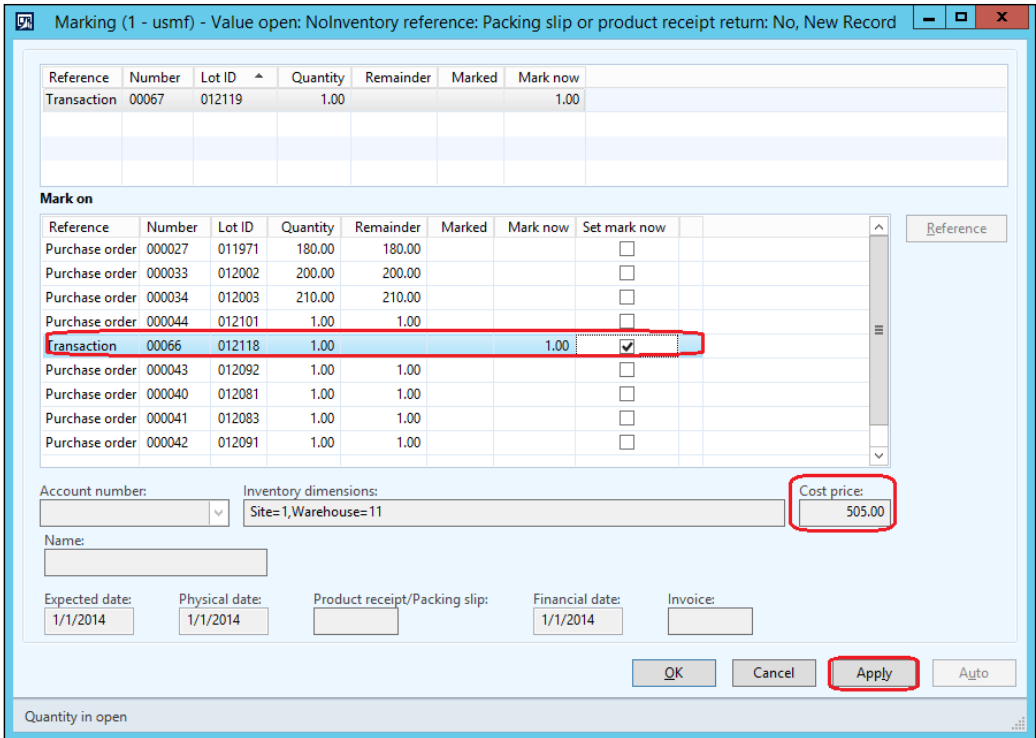 Marking (1 - usmf) - Value open: NoInventory reference: Packing slip or product receipt return: No, New Record
Reference Number Lot ID Quantity Remainder Marked Mark now
Transaction 00067 012119 1.00 1.00
Mark on
Reference Number Lot ID Quantity Remainder Marked Mark now Set mark now
Reference
Purchase order 000027 011971 180.00 180.00
Purchase order 000033 012002 200.00 200.00
Purchase order 000034 012003 210.00 210.00
Purchase order 000044 012101 1.00 1.00
Transaction 00066 012118 1.00 1.00
Purchase order 000043 012092 1.00 1.00
Purchase order 000040 012081 1.00 1.00
Purchase order 000041 012083 1.00 1.00
Purchase order 000042 012091 1.00 1.00
Account number: Inventory dimensions: Cost price:
Site=1,Warehouse=11 505.00
Name:
Expected date: Physical date: Product receipt/Packing slip: Financial date: Invoice:
1/1/2014 1/1/2014 1/1/2014
OK Cancel Apply Auto
Quantity in open